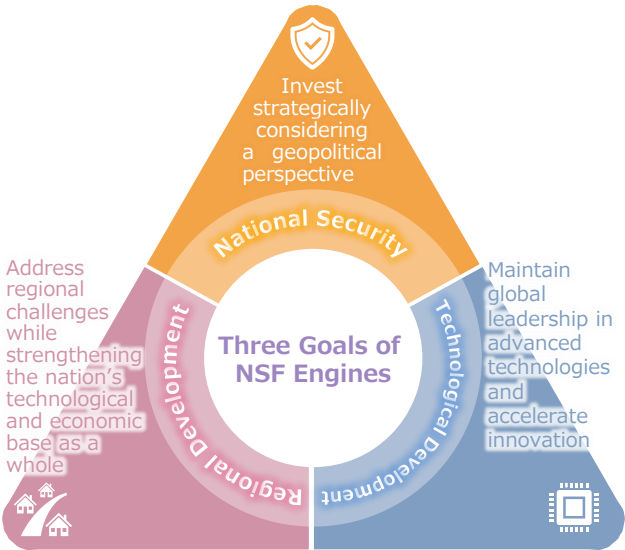 Invest
strategically
considering
a geopolitical
perspective
National Security
Address
regional
challenges
while
strengthening
the nation's
technological
and economic
base as a
whole
Regional Development
Three Goals of
NSF Engines
Technological Development
Maintain
global
leadership in
advanced
technologies
and
accelerate
innovation